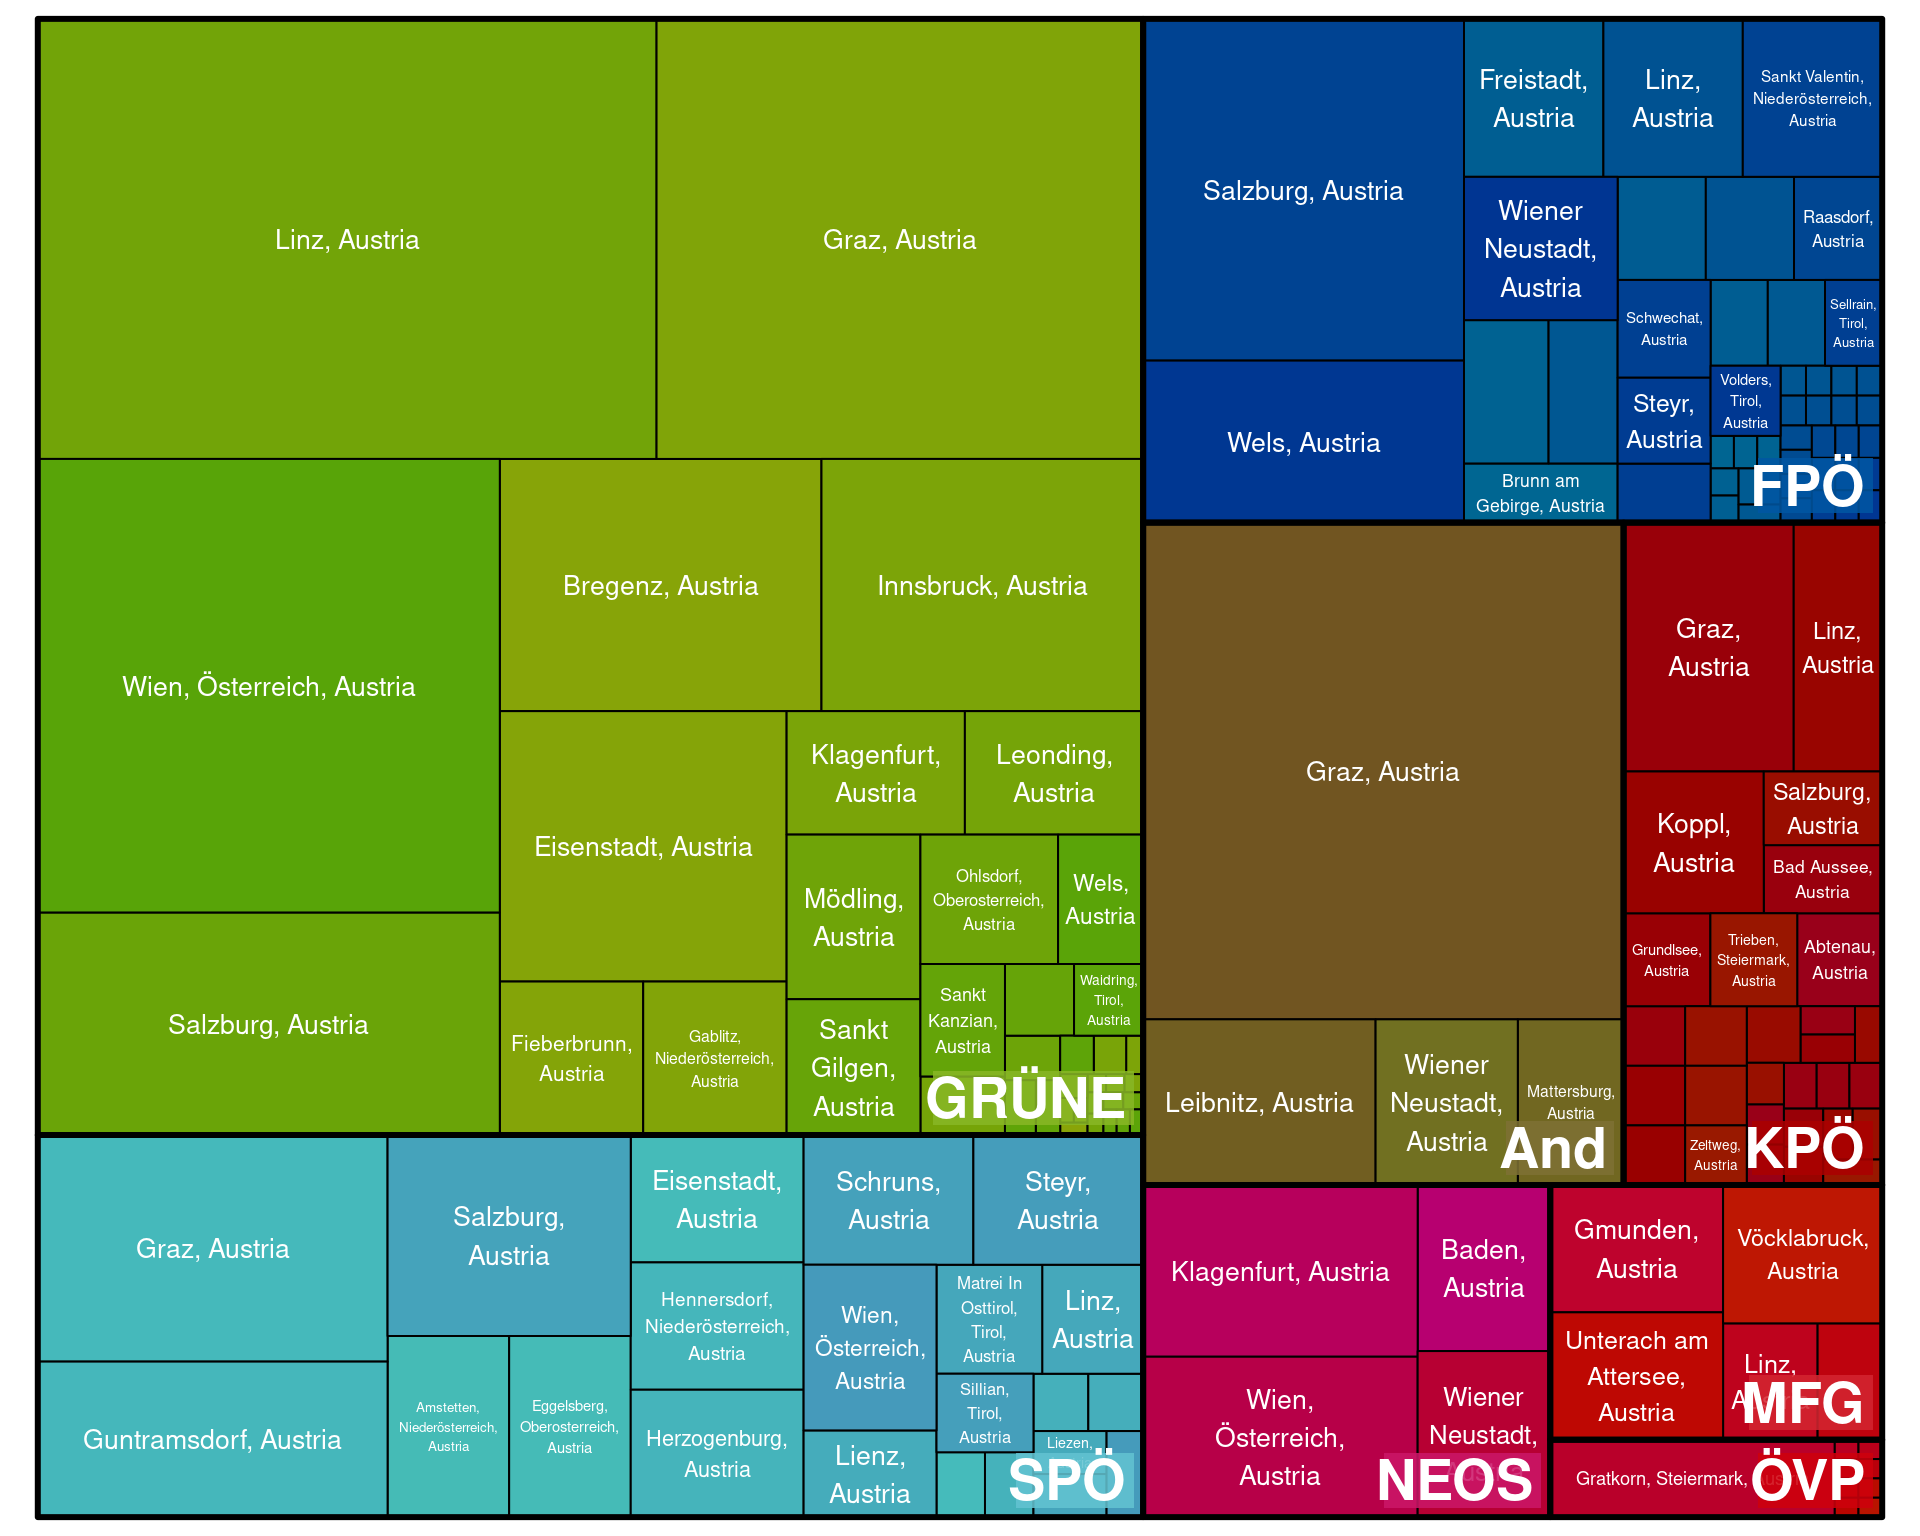 Linz, Austria
Graz, Austria
Wien, Österreich, Austria
Bregenz, Austria
Innsbruck, Austria
Salzburg, Austria
Eisenstadt, Austria
Klagenfurt,
Austria
Leonding,
Austria
Mödling,
Austria
Ohlsdorf,
Oberosterreich,
Austria
Wels,
Austria
Fieberbrunn,
Austria
Gablitz,
Niederösterreich,
Austria
Sankt
Gilgen,
Austria
Sankt
Kanzian,
Austria
Waidring,
Tirol,
Austria
GRÜNE
Salzburg, Austria
Wels, Austria
Freistadt,
Austria
Linz,
Austria
Sankt Valentin,
Niederösterreich,
Austria
Wiener
Neustadt,
Austria
Raasdorf,
Austria
Schwechat,
Austria
Sellrain,
Tirol,
Austria
Steyr,
Austria
Volders,
Tirol,
Austria
Brunn am
Gebirge, Austria
FPÖ
Graz, Austria
Leibnitz, Austria
Wiener
Neustadt,
Austria
Mattersburg,
Austria
And
Graz,
Austria
Linz,
Austria
Koppl,
Austria
Salzburg,
Austria
Bad Aussee,
Austria
Grundlsee,
Austria
Trieben,
Steiermark,
Austria
Abtenau,
Austria
Zeltweg,
Austria
KPÖ
Graz, Austria
Guntramsdorf, Austria
Salzburg,
Austria
Amstetten,
Niederösterreich,
Austria
Eggelsberg,
Oberosterreich,
Austria
Eisenstadt,
Austria
Hennersdorf,
Niederösterreich,
Austria
Herzogenburg,
Austria
Schruns,
Austria
Steyr,
Austria
Wien,
Österreich,
Austria
Matrei In
Osttirol,
Tirol,
Austria
Linz,
Austria
Sillian,
Tirol,
Austria
Lienz,
Austria
Liezen,
SPÖ
Klagenfurt, Austria
Wien,
Österreich,
Austria
Baden,
Austria
Wiener
Neustadt,
Austria
NEOS
Gmunden,
Austria
Vöcklabruck,
Austria
Unterach am
Attersee,
Austria
Linz,
MFG
Gratkorn, Steiermark, Austria
ÖVP